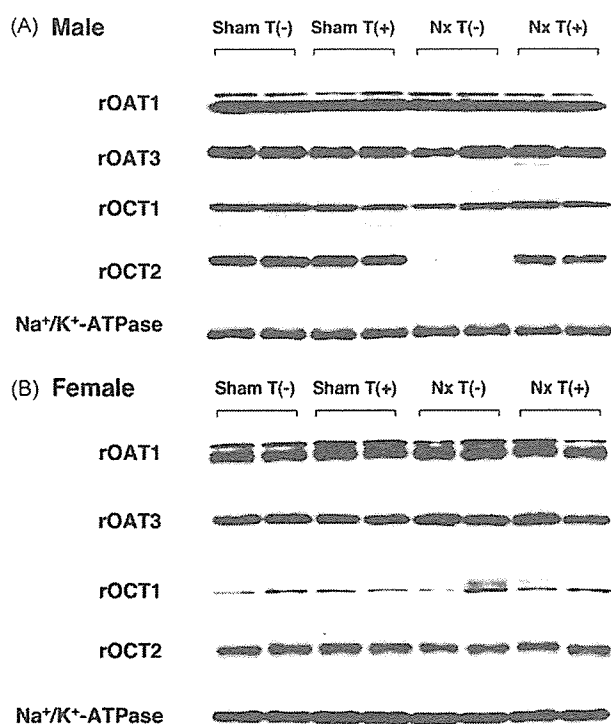 (A) Male
Sham T(-) Sham T(+) Nx T(-) Nx T(+)
rOAT1
rOAT3
rOCT1
rOCT2
Na⁺/K⁺-ATPase
(B) Female
Sham T(-) Sham T(+) Nx T(-) Nx T(+)
rOAT1
rOAT3
rOCT1
rOCT2
Na⁺/K⁺-ATPase